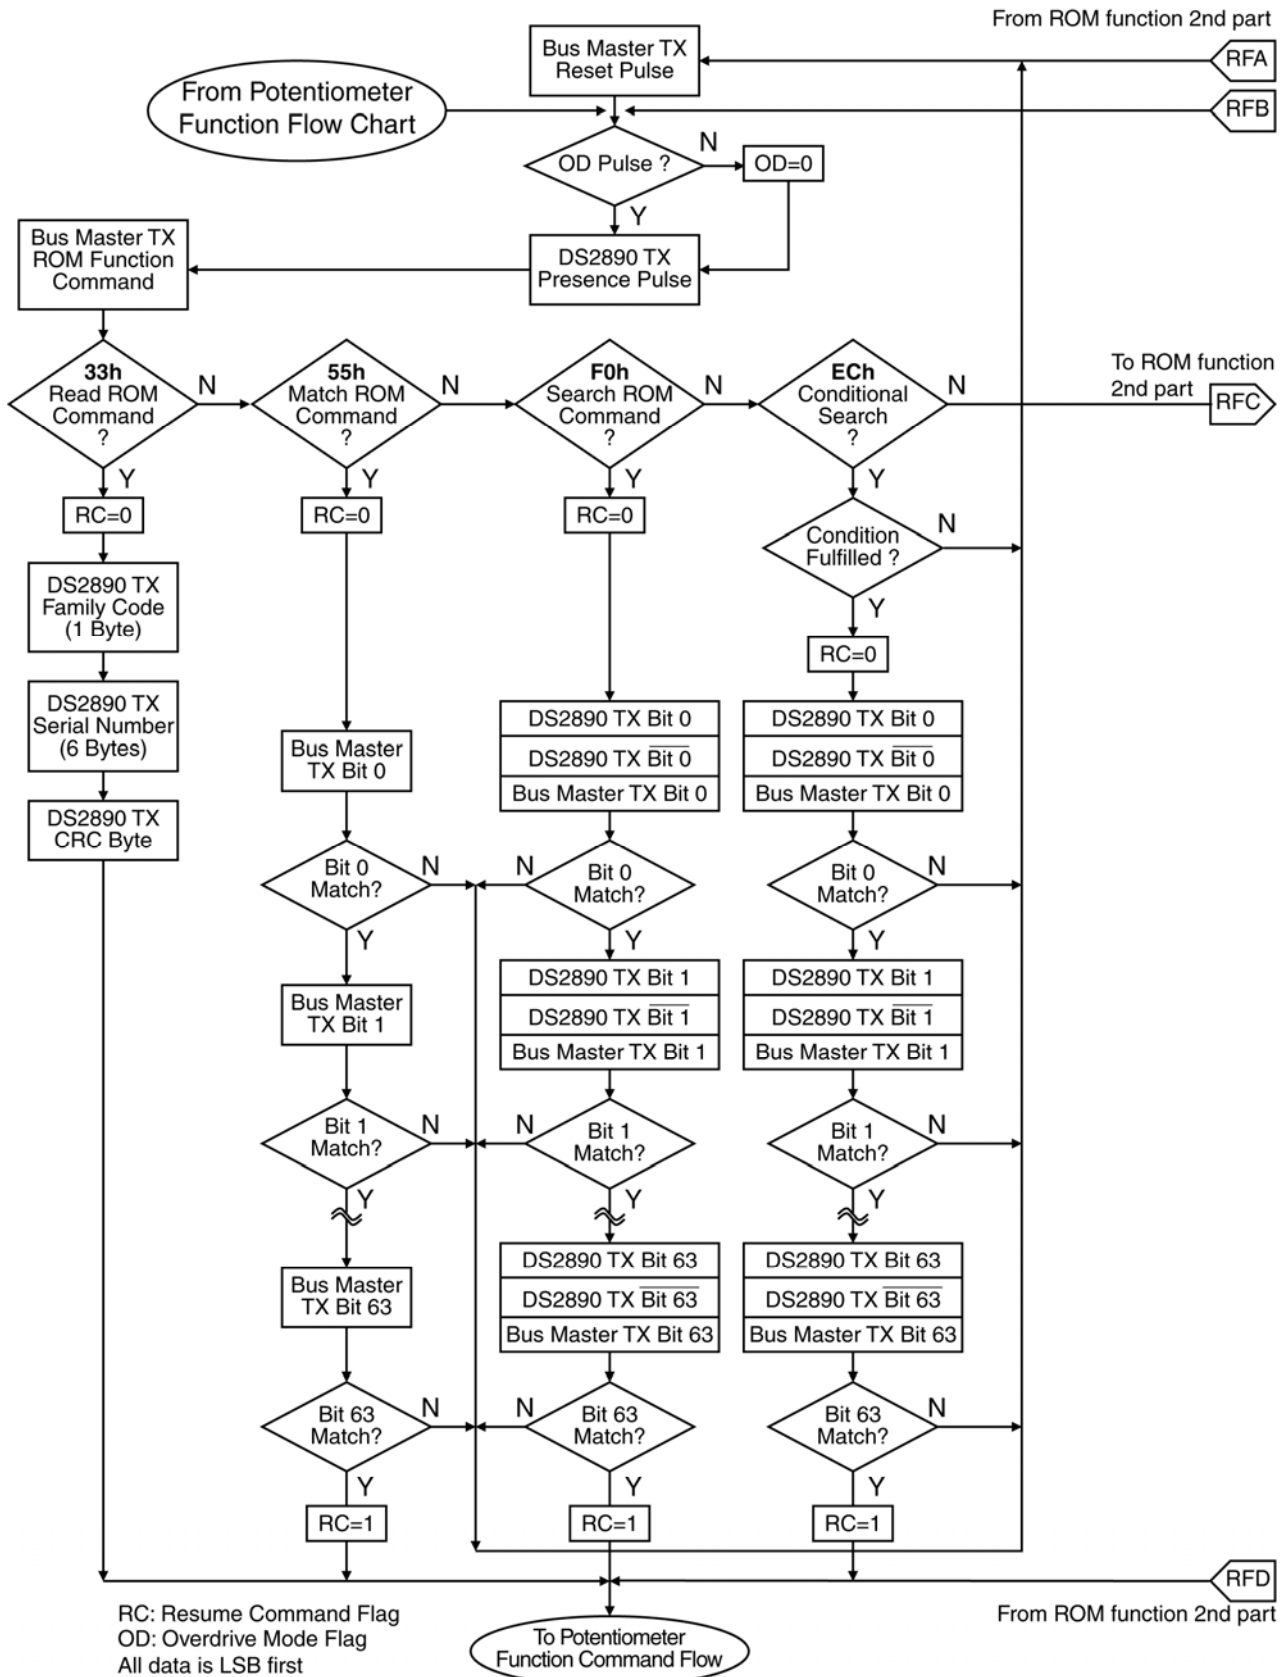 From ROM function 2nd part
Bus Master TX
Reset Pulse
RFA
From Potentiometer
Function Flow Chart
RFB
OD Pulse ?
N
OD=0
Y
Bus Master TX
ROM Function
Command
DS2890 TX
Presence Pulse
33h
Read ROM
Command
?
N
55h
Match ROM
Command
?
N
F0h
Search ROM
Command
?
N
ECh
Conditional
Search
?
N
To ROM function
2nd part
RFC
Y
Y
Y
Y
RC=0
RC=0
RC=0
Condition
Fulfilled ?
N
Y
RC=0
DS2890 TX
Family Code
(1 Byte)
DS2890 TX
Serial Number
(6 Bytes)
DS2890 TX
CRC Byte
Bus Master
TX Bit 0
DS2890 TX Bit 0
DS2890 TX B̅i̅t̅ ̅0̅
Bus Master TX Bit 0
DS2890 TX Bit 0
DS2890 TX B̅i̅t̅ ̅0̅
Bus Master TX Bit 0
Bit 0
Match?
N
N
Bit 0
Match?
Bit 0
Match?
N
Y
Y
Y
Bus Master
TX Bit 1
DS2890 TX Bit 1
DS2890 TX B̅i̅t̅ ̅1̅
Bus Master TX Bit 1
DS2890 TX Bit 1
DS2890 TX B̅i̅t̅ ̅1̅
Bus Master TX Bit 1
Bit 1
Match?
N
N
Bit 1
Match?
Bit 1
Match?
N
Y
Y
Y
Bus Master
TX Bit 63
DS2890 TX Bit 63
DS2890 TX B̅i̅t̅ ̅6̅3̅
Bus Master TX Bit 63
DS2890 TX Bit 63
DS2890 TX B̅i̅t̅ ̅6̅3̅
Bus Master TX Bit 63
Bit 63
Match?
N
N
Bit 63
Match?
Bit 63
Match?
N
Y
Y
Y
RC=1
RC=1
RC=1
RFD
From ROM function 2nd part
RC: Resume Command Flag
OD: Overdrive Mode Flag
All data is LSB first
To Potentiometer
Function Command Flow